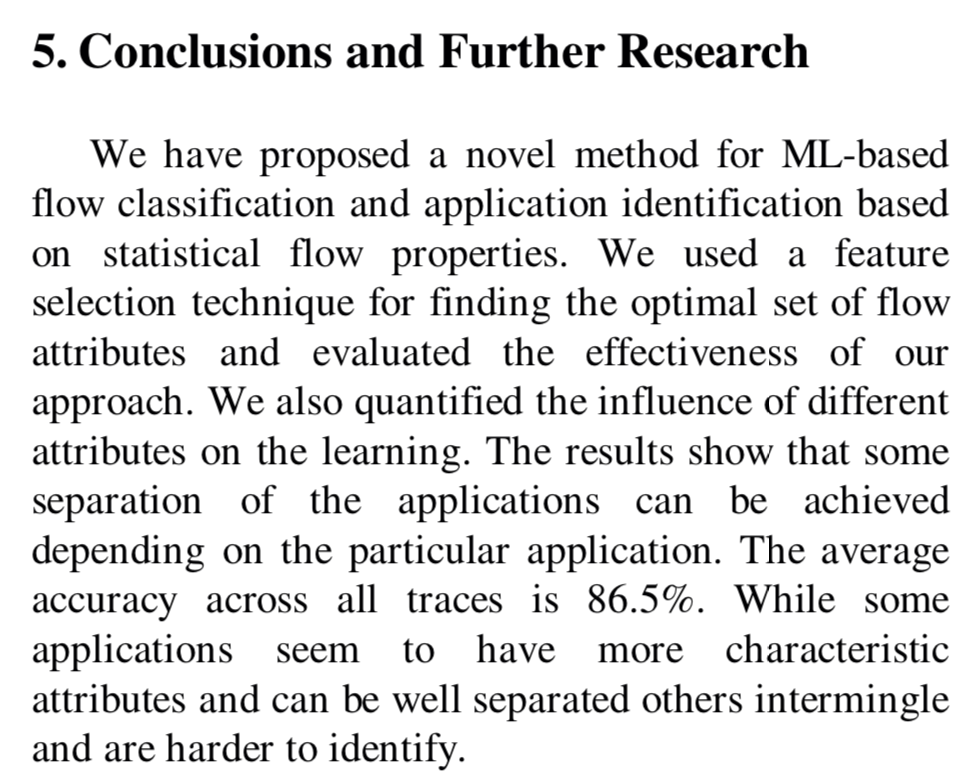 5. Conclusions and Further Research
We have proposed a novel method for ML-based
flow classification and application identification based
on statistical flow properties. We used a feature
selection technique for finding the optimal set of flow
attributes and evaluated the effectiveness of our
approach. We also quantified the influence of different
attributes on the learning. The results show that some
separation of the applications can be achieved
depending on the particular application. The average
accuracy across all traces is 86.5%. While some
applications seem to have more characteristic
attributes and can be well separated others intermingle
and are harder to identify.